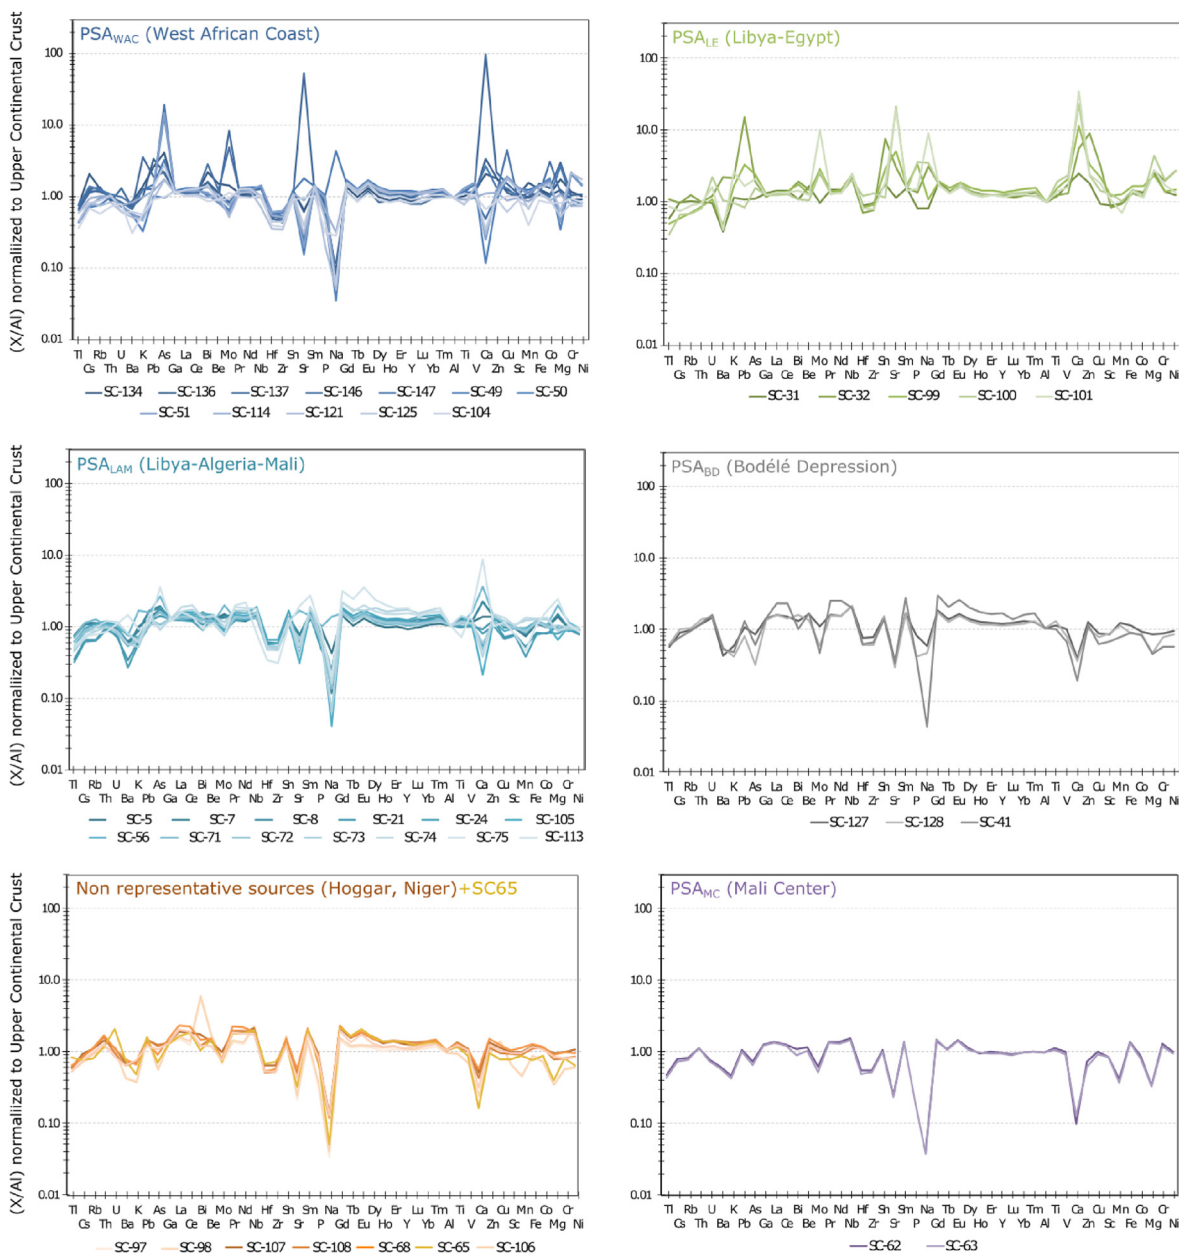 (X/Al) normaliized to Upper Continental Crust
PSAWAC (West African Coast)
100
10.0
1.00
0.10
0.01
Tl Rb U K As La Bi Mo Nd Hf Sn Sm Na Tb Dy Er Lu Tm Ti Ca Cu Mn Co Cr
Cs Th Ba Pb Ga Ce Be Pr Nb Zr Sr P Gd Eu Ho Y Yb Al V Zn Sc Fe Mg Ni
SC-134 SC-136 SC-137 SC-146 SC-147 SC-49 SC-50
SC-51 SC-114 SC-121 SC-125 SC-104
PSALE (Libya-Egypt)
100
10.0
1.00
0.10
0.01
Tl Rb U K As La Bi Mo Nd Hf Sn Sm Na Tb Dy Er Lu Tm Ti Ca Cu Mn Co Cr
Cs Th Ba Pb Ga Ce Be Pr Nb Zr Sr P Gd Eu Ho Y Yb Al V Zn Sc Fe Mg Ni
SC-31 SC-32 SC-99 SC-100 SC-101
(X/Al) normaliized to Upper Continental Crust
PSALAM (Libya-Algeria-Mali)
100
10.0
1.00
0.10
0.01
Tl Rb U K As La Bi Mo Nd Hf Sn Sm Na Tb Dy Er Lu Tm Ti Ca Cu Mn Co Cr
Cs Th Ba Pb Ga Ce Be Pr Nb Zr Sr P Gd Eu Ho Y Yb Al V Zn Sc Fe Mg Ni
SC-5 SC-7 SC-8 SC-21 SC-24 SC-105
SC-56 SC-71 SC-72 SC-73 SC-74 SC-75 SC-113
PSABD (Bodélé Depression)
100
10.0
1.00
0.10
0.01
Tl Rb U K As La Bi Mo Nd Hf Sn Sm Na Tb Dy Er Lu Tm Ti Ca Cu Mn Co Cr
Cs Th Ba Pb Ga Ce Be Pr Nb Zr Sr P Gd Eu Ho Y Yb Al V Zn Sc Fe Mg Ni
SC-127 SC-128 SC-41
(X/Al) normaliized to Upper Continental Crust
Non representative sources (Hoggar, Niger)+SC65
100
10.0
1.00
0.10
0.01
Tl Rb U K As La Bi Mo Nd Hf Sn Sm Na Tb Dy Er Lu Tm Ti Ca Cu Mn Co Cr
Cs Th Ba Pb Ga Ce Be Pr Nb Zr Sr P Gd Eu Ho Y Yb Al V Zn Sc Fe Mg Ni
SC-97 SC-98 SC-107 SC-108 SC-68 SC-65 SC-106
PSAMC (Mali Center)
100
10.0
1.00
0.10
0.01
Tl Rb U K As La Bi Mo Nd Hf Sn Sm Na Tb Dy Er Lu Tm Ti Ca Cu Mn Co Cr
Cs Th Ba Pb Ga Ce Be Pr Nb Zr Sr P Gd Eu Ho Y Yb Al V Zn Sc Fe Mg Ni
SC-62 SC-63